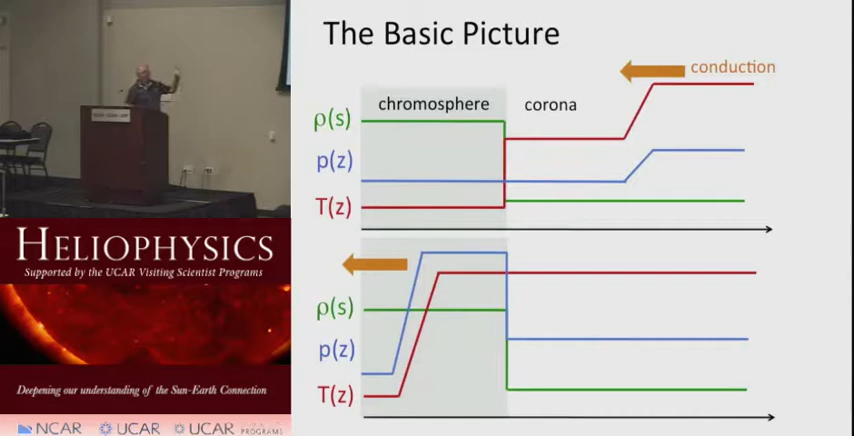 The Basic Picture
conduction
chromosphere
corona
ρ(s)
p(z)
T(z)
ρ(s)
p(z)
T(z)
HELIOPHYSICS
Supported by the UCAR Visiting Scientist Programs
Deepening our understanding of the Sun-Earth Connection
NCAR
UCAR
UCAR PROGRAMS